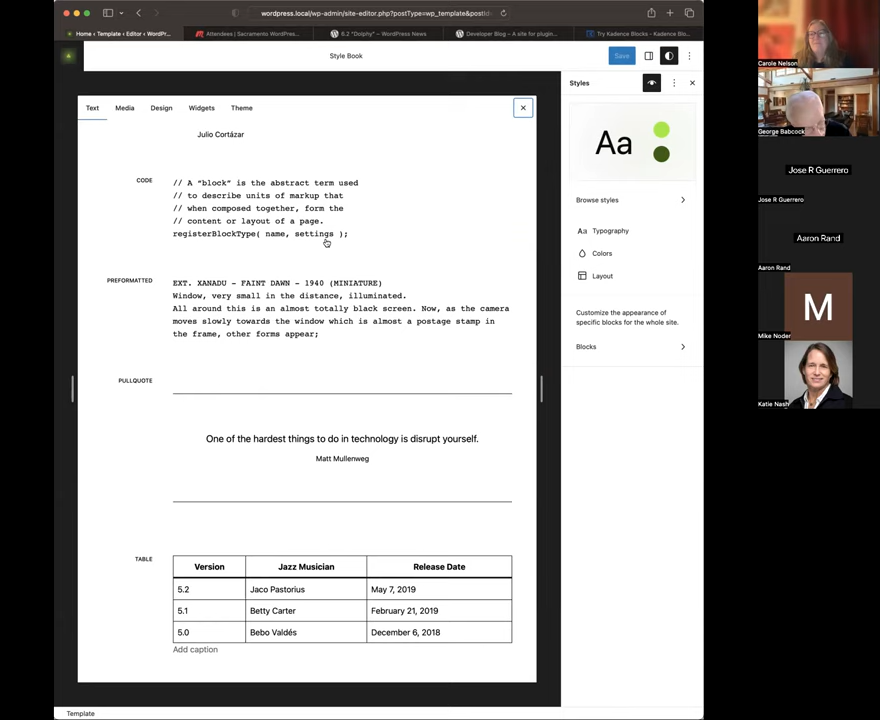 wordpress.local/wp-admin/site-editor.php?postType=wp_template&postId
Home ‹ Template ‹ Editor ‹ WordPr...
Attendees | Sacramento WordPress...
6.2 “Dolphy” – WordPress News
Developer Blog – A site for plugin...
Try Kadence Blocks - Kadence Blo...
Style Book
Save
Text
Media
Design
Widgets
Theme
Julio Cortázar
CODE
// A “block” is the abstract term used
// to describe units of markup that
// when composed together, form the
// content or layout of a page.
registerBlockType( name, settings );
PREFORMATTED
EXT. XANADU - FAINT DAWN - 1940 (MINIATURE)
Window, very small in the distance, illuminated.
All around this is an almost totally black screen. Now, as the camera
moves slowly towards the window which is almost a postage stamp in
the frame, other forms appear;
PULLQUOTE
One of the hardest things to do in technology is disrupt yourself.
Matt Mullenweg
TABLE
Version Jazz Musician Release Date
5.2 Jaco Pastorius May 7, 2019
5.1 Betty Carter February 21, 2019
5.0 Bebo Valdés December 6, 2018
Add caption
Template
Styles
Aa
Browse styles
Aa Typography
Colors
Layout
Customize the appearance of
specific blocks for the whole site.
Blocks
Carole Nelson
George Babcock
Jose R Guerrero
Jose R Guerrero
Aaron Rand
Aaron Rand
M
Mike Noder
Katie Nash